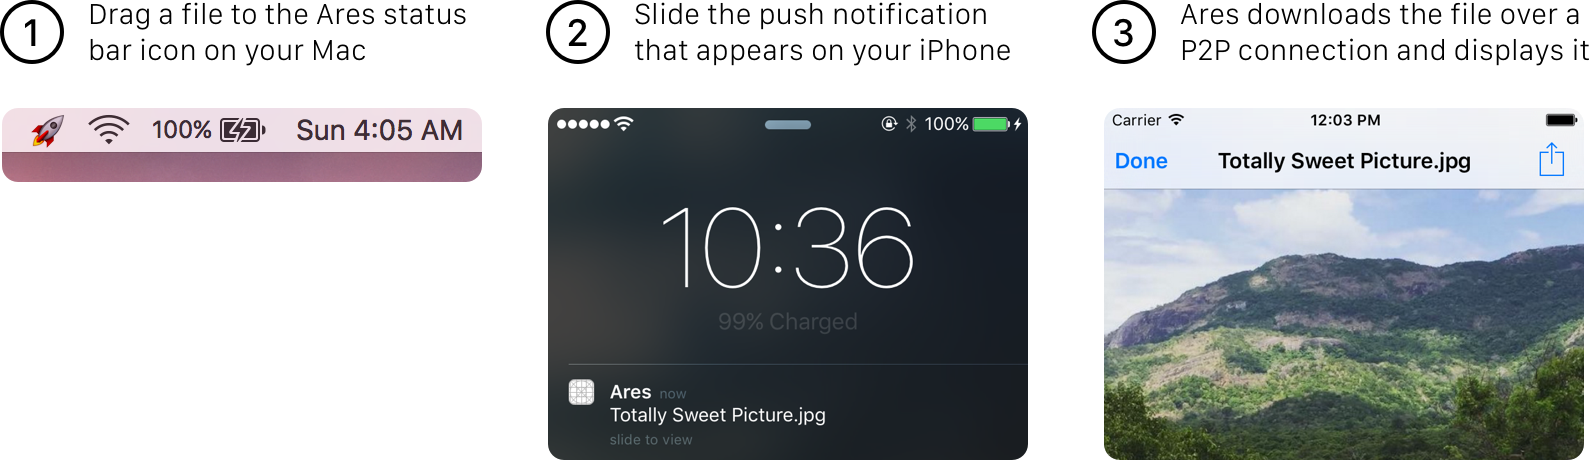 1
Drag a file to the Ares status
bar icon on your Mac
100%
Sun 4:05 AM
2
Slide the push notification
that appears on your iPhone
100%
10:36
99% Charged
Ares now
Totally Sweet Picture.jpg
slide to view
3
Ares downloads the file over a
P2P connection and displays it
Carrier
12:03 PM
Done
Totally Sweet Picture.jpg